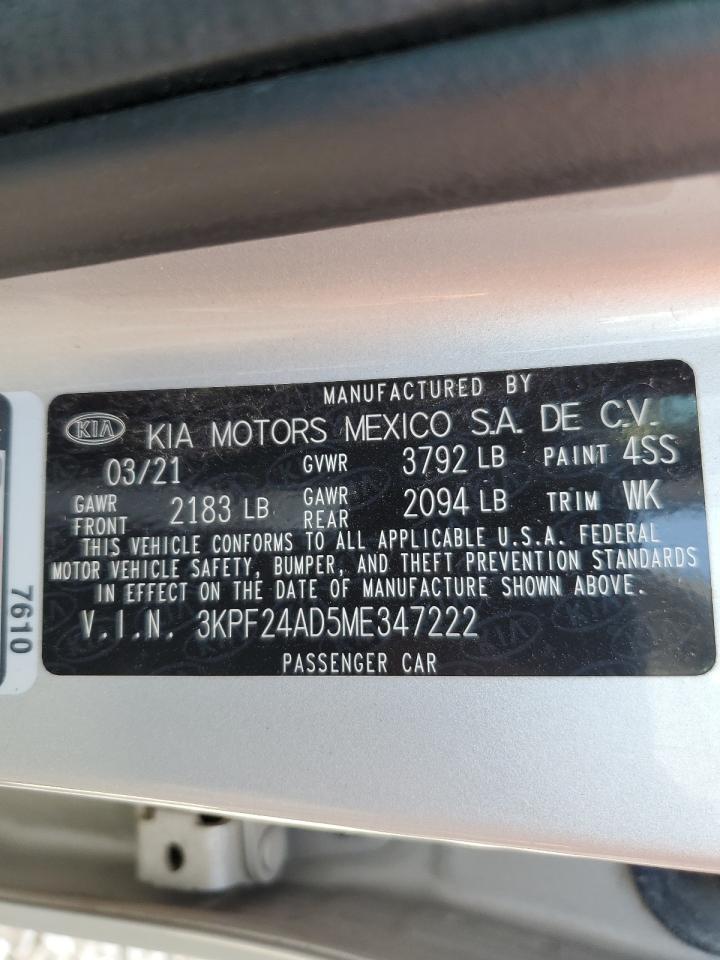 MANUFACTURED BY
KIA KIA MOTORS MEXICO S.A. DE C.V.
03/21 GVWR 3792 LB PAINT 4SS
GAWR FRONT 2183 LB GAWR REAR 2094 LB TRIM WK
THIS VEHICLE CONFORMS TO ALL APPLICABLE U.S.A. FEDERAL
MOTOR VEHICLE SAFETY, BUMPER, AND THEFT PREVENTION STANDARDS
IN EFFECT ON THE DATE OF MANUFACTURE SHOWN ABOVE.
V.I.N. 3KPF24AD5ME347222
PASSENGER CAR
7610